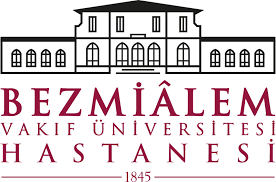 BEZMİÂLEM
VAKIF ÜNİVERSİTESİ
HASTANESİ
1845